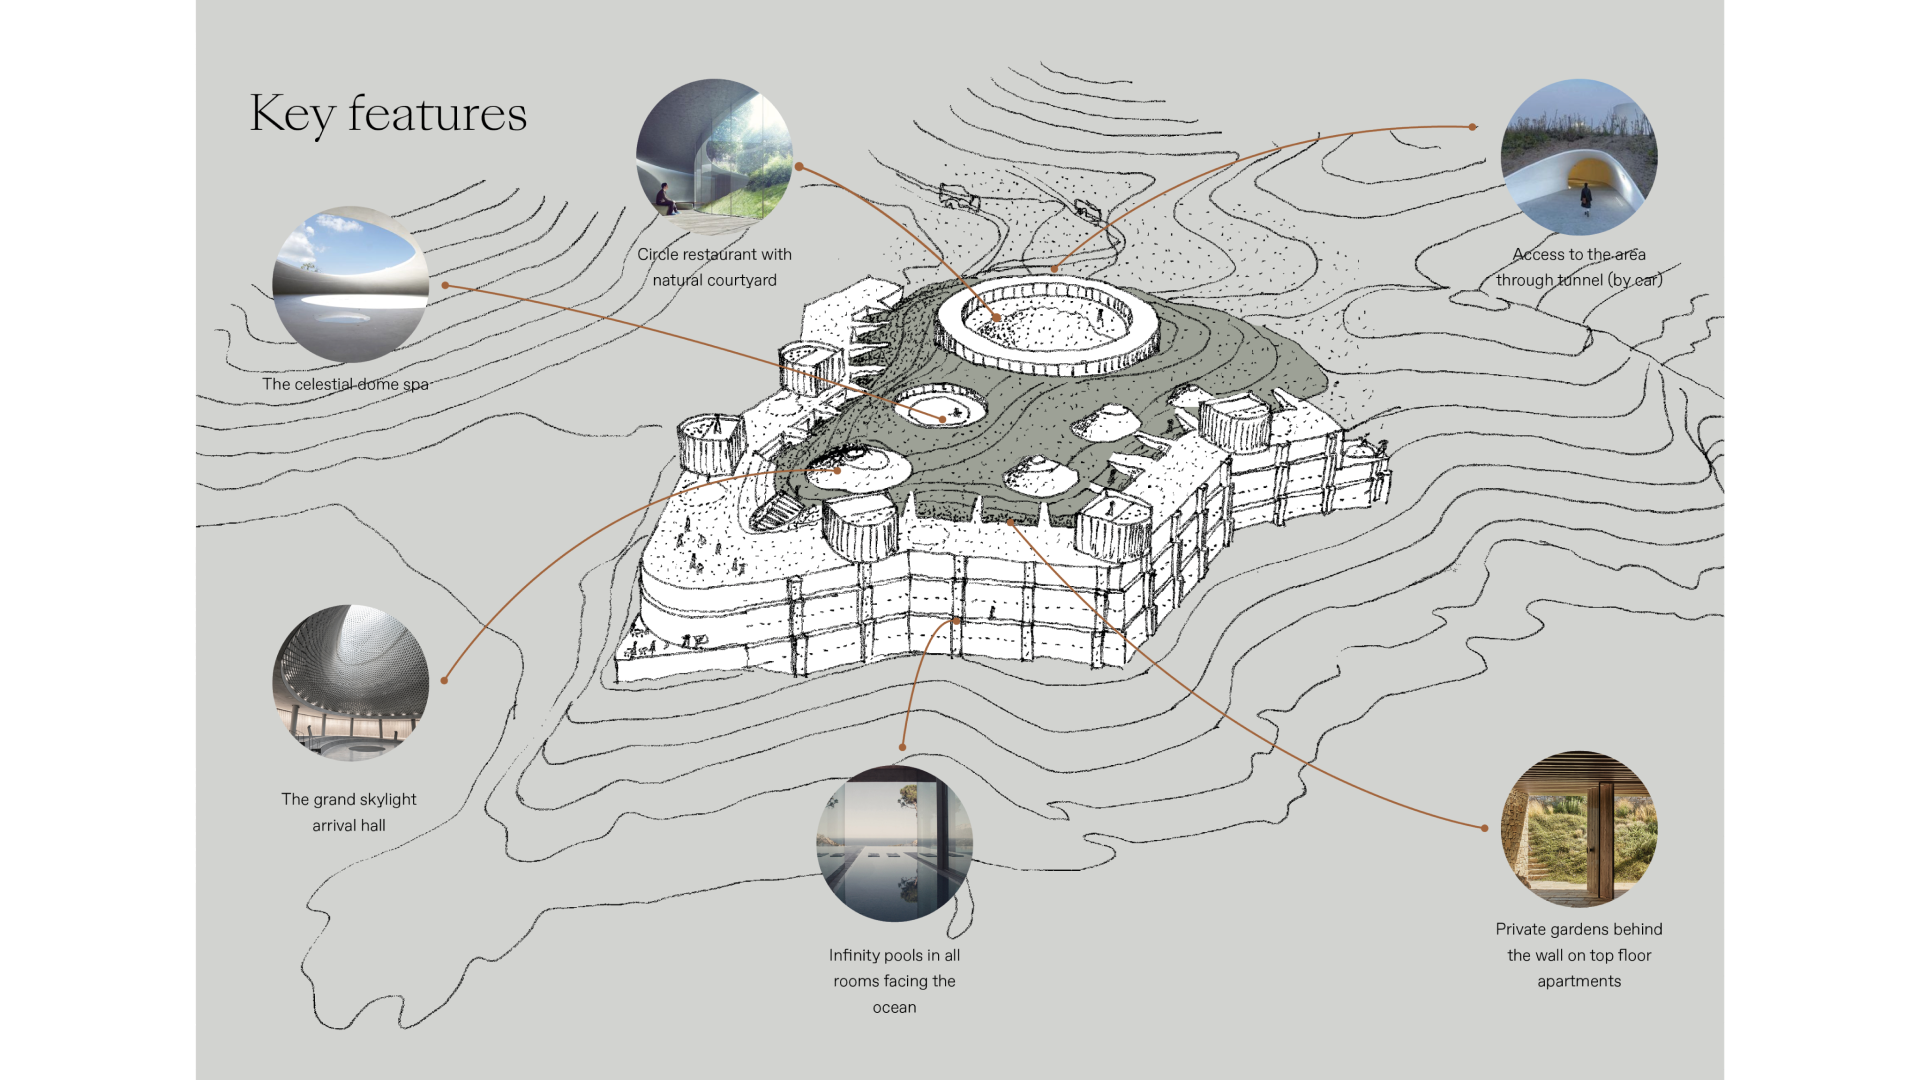 Key features
Circle restaurant with
natural courtyard
Access to the area
through tunnel (by car)
The celestial dome spa
The grand skylight
arrival hall
Infinity pools in all
rooms facing the
ocean
Private gardens behind
the wall on top floor
apartments